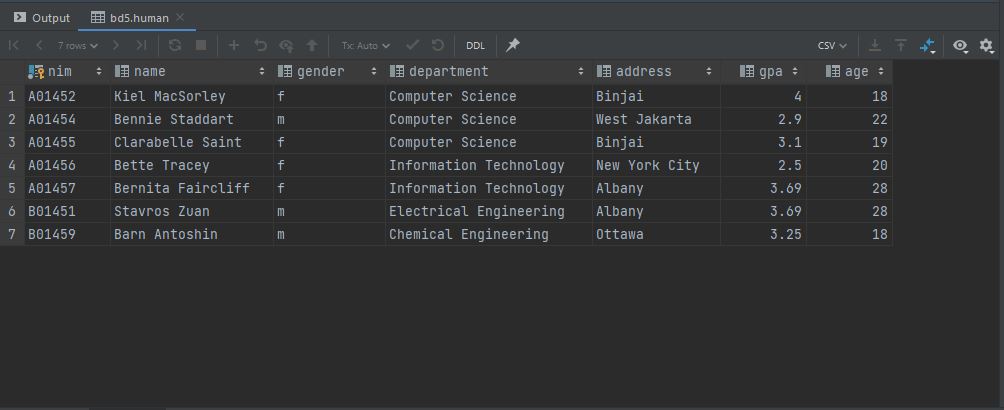 Output bd5.human
7 rows Tx: Auto DDL CSV
nim name gender department address gpa age
1 A01452 Kiel MacSorley f Computer Science Binjai 4 18
2 A01454 Bennie Staddart m Computer Science West Jakarta 2.9 22
3 A01455 Clarabelle Saint f Computer Science Binjai 3.1 19
4 A01456 Bette Tracey f Information Technology New York City 2.5 20
5 A01457 Bernita Faircliff f Information Technology Albany 3.69 28
6 B01451 Stavros Zuan m Electrical Engineering Albany 3.69 28
7 B01459 Barn Antoshin m Chemical Engineering Ottawa 3.25 18